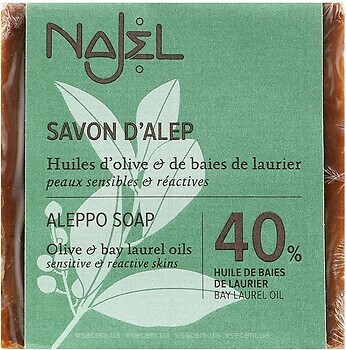 NAJEL
SAVON D'ALEP
Huiles d'olive & de baies de laurier
peaux sensibles & réactives
ALEPPO SOAP
Olive & bay laurel oils
sensitive & reactive skins
40%
HUILE DE BAIES
DE LAURIER
BAY LAUREL OIL